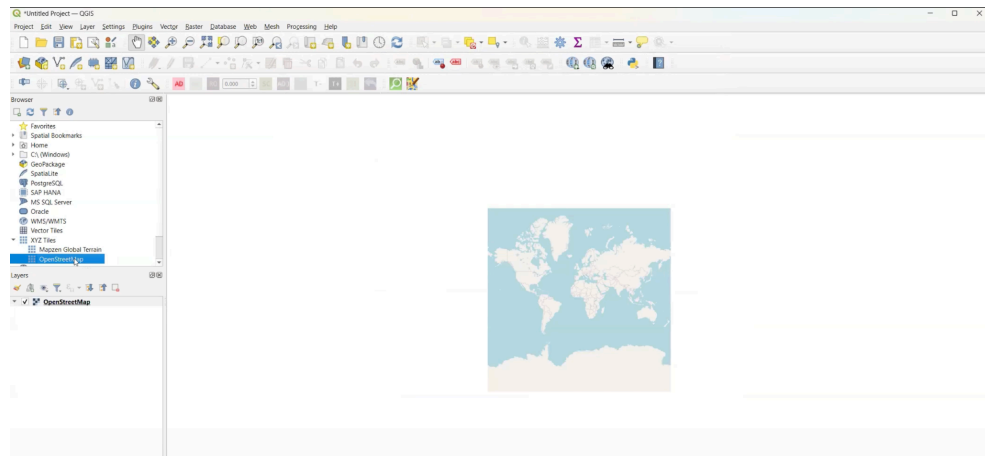 *Untitled Project — QGIS
Project Edit View Layer Settings Plugins Vector Raster Database Web Mesh Processing Help
0.000
Browser
Favorites
Spatial Bookmarks
Home
C:\ (Windows)
GeoPackage
SpatiaLite
PostgreSQL
SAP HANA
MS SQL Server
Oracle
WMS/WMTS
Vector Tiles
XYZ Tiles
Mapzen Global Terrain
OpenStreetMap
Layers
OpenStreetMap